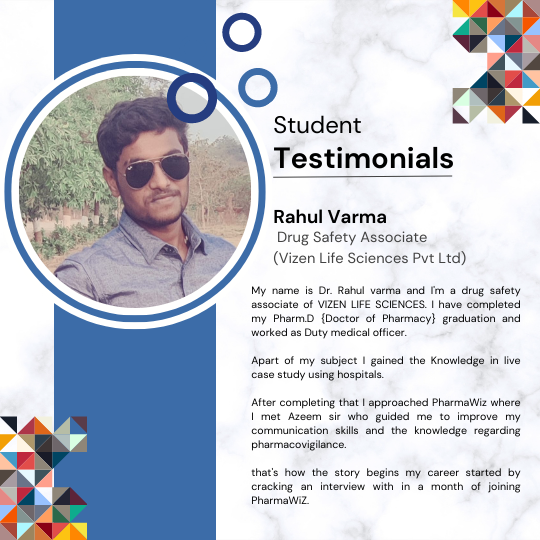 Student
Testimonials
Rahul Varma
Drug Safety Associate
(Vizen Life Sciences Pvt Ltd)
My name is Dr. Rahul varma and I'm a drug safety
associate of VIZEN LIFE SCIENCES. I have completed
my Pharm.D {Doctor of Pharmacy} graduation and
worked as Duty medical officer.
Apart of my subject I gained the Knowledge in live
case study using hospitals.
After completing that I approached PharmaWiz where
I met Azeem sir who guided me to improve my
communication skills and the knowledge regarding
pharmacovigilance.
that's how the story begins my career started by
cracking an interview with in a month of joining
PharmaWiZ.